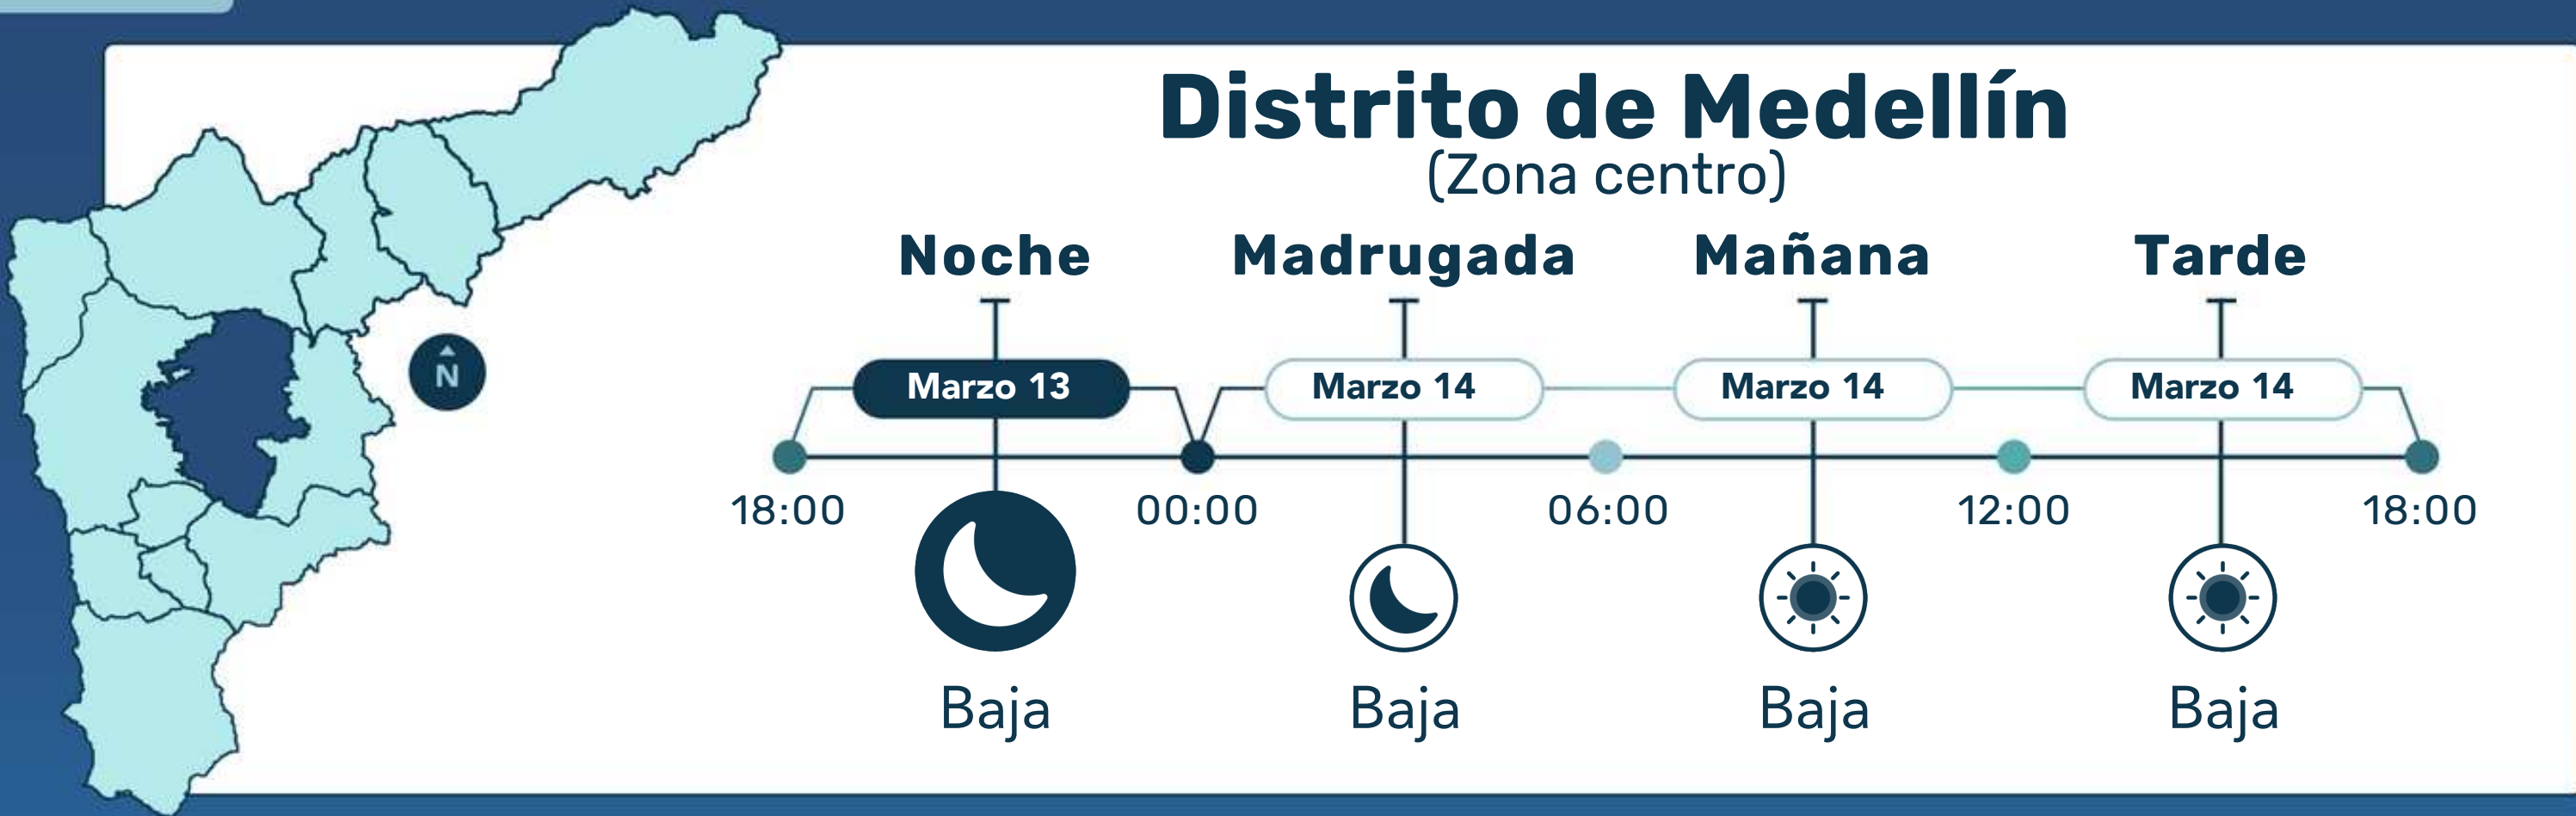 Distrito de Medellín
(Zona centro)
Noche Madrugada Mañana Tarde
Marzo 13 Marzo 14 Marzo 14 Marzo 14
N
18:00 00:00 06:00 12:00 18:00
Baja Baja Baja Baja